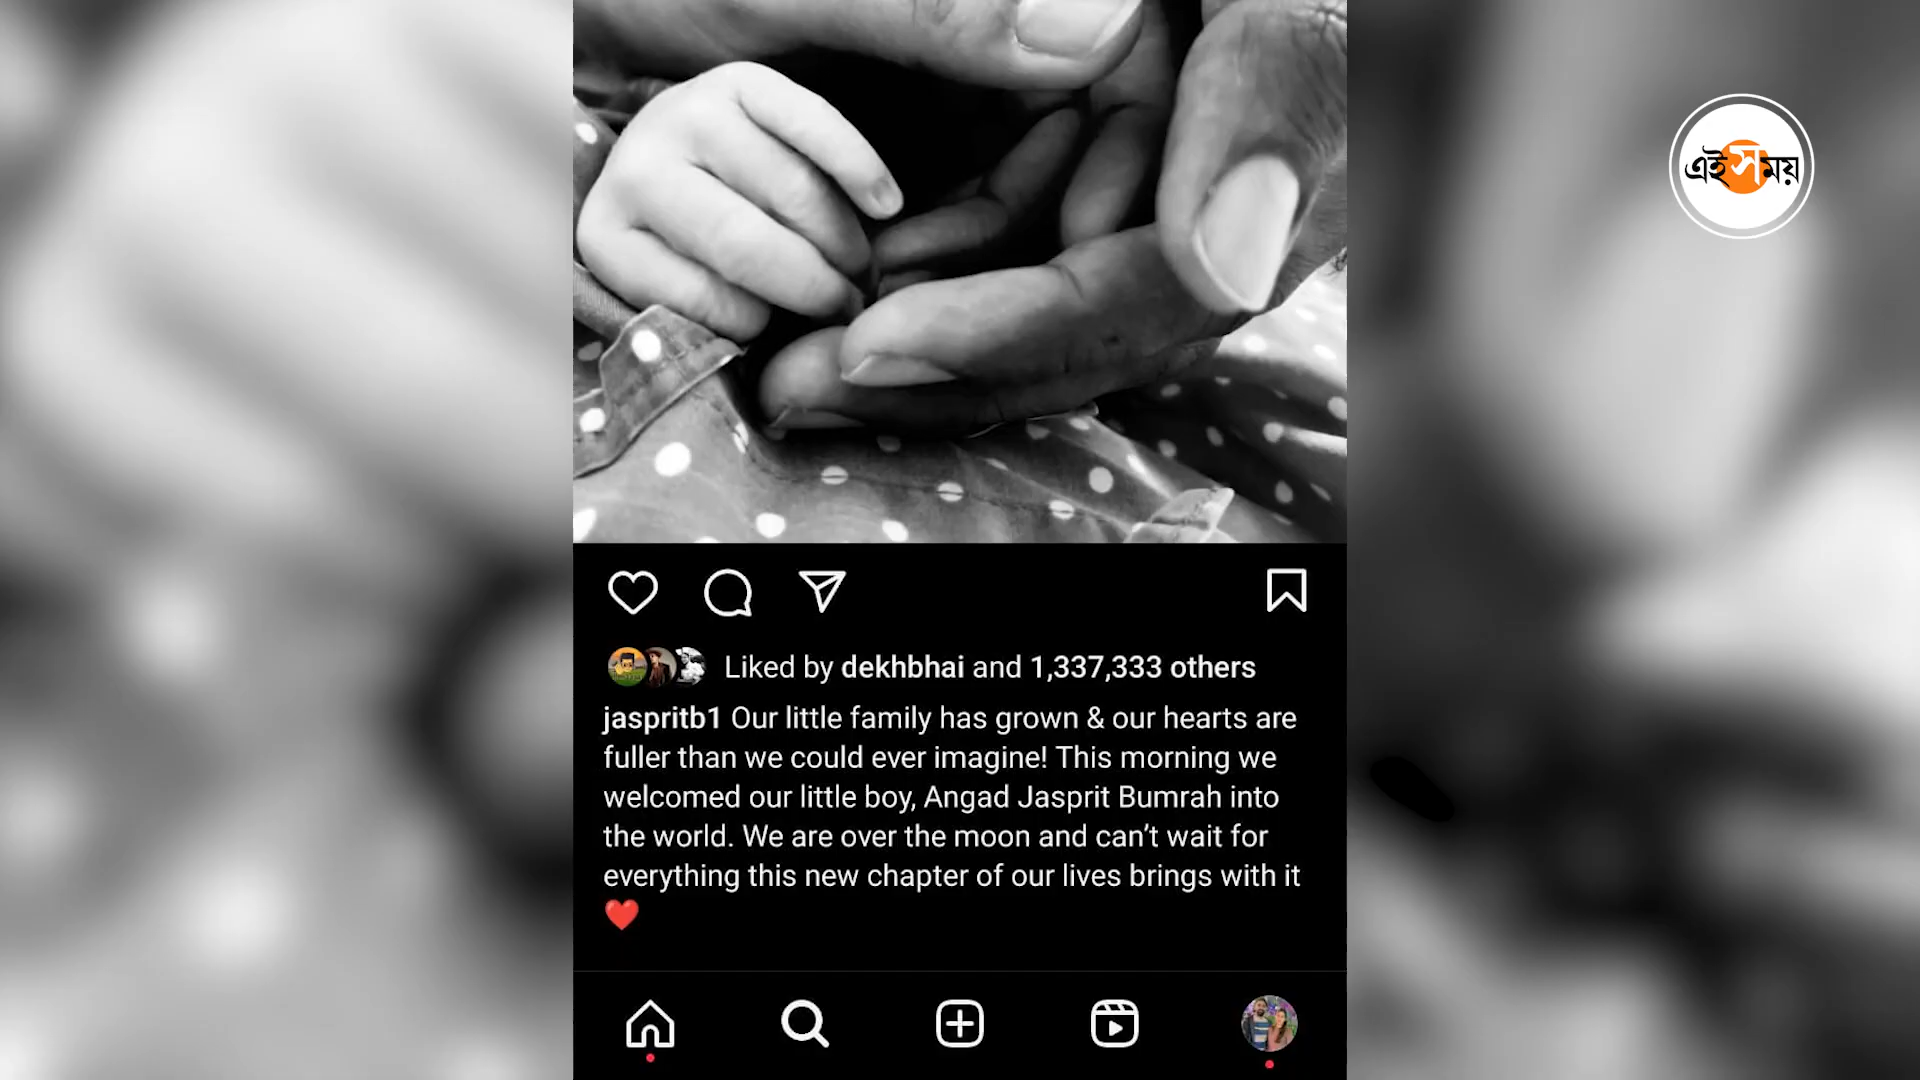 এই সময়
Liked by dekhbhai and 1,337,333 others
jaspritb1 Our little family has grown & our hearts are
fuller than we could ever imagine! This morning we
welcomed our little boy, Angad Jasprit Bumrah into
the world. We are over the moon and can’t wait for
everything this new chapter of our lives brings with it
❤️